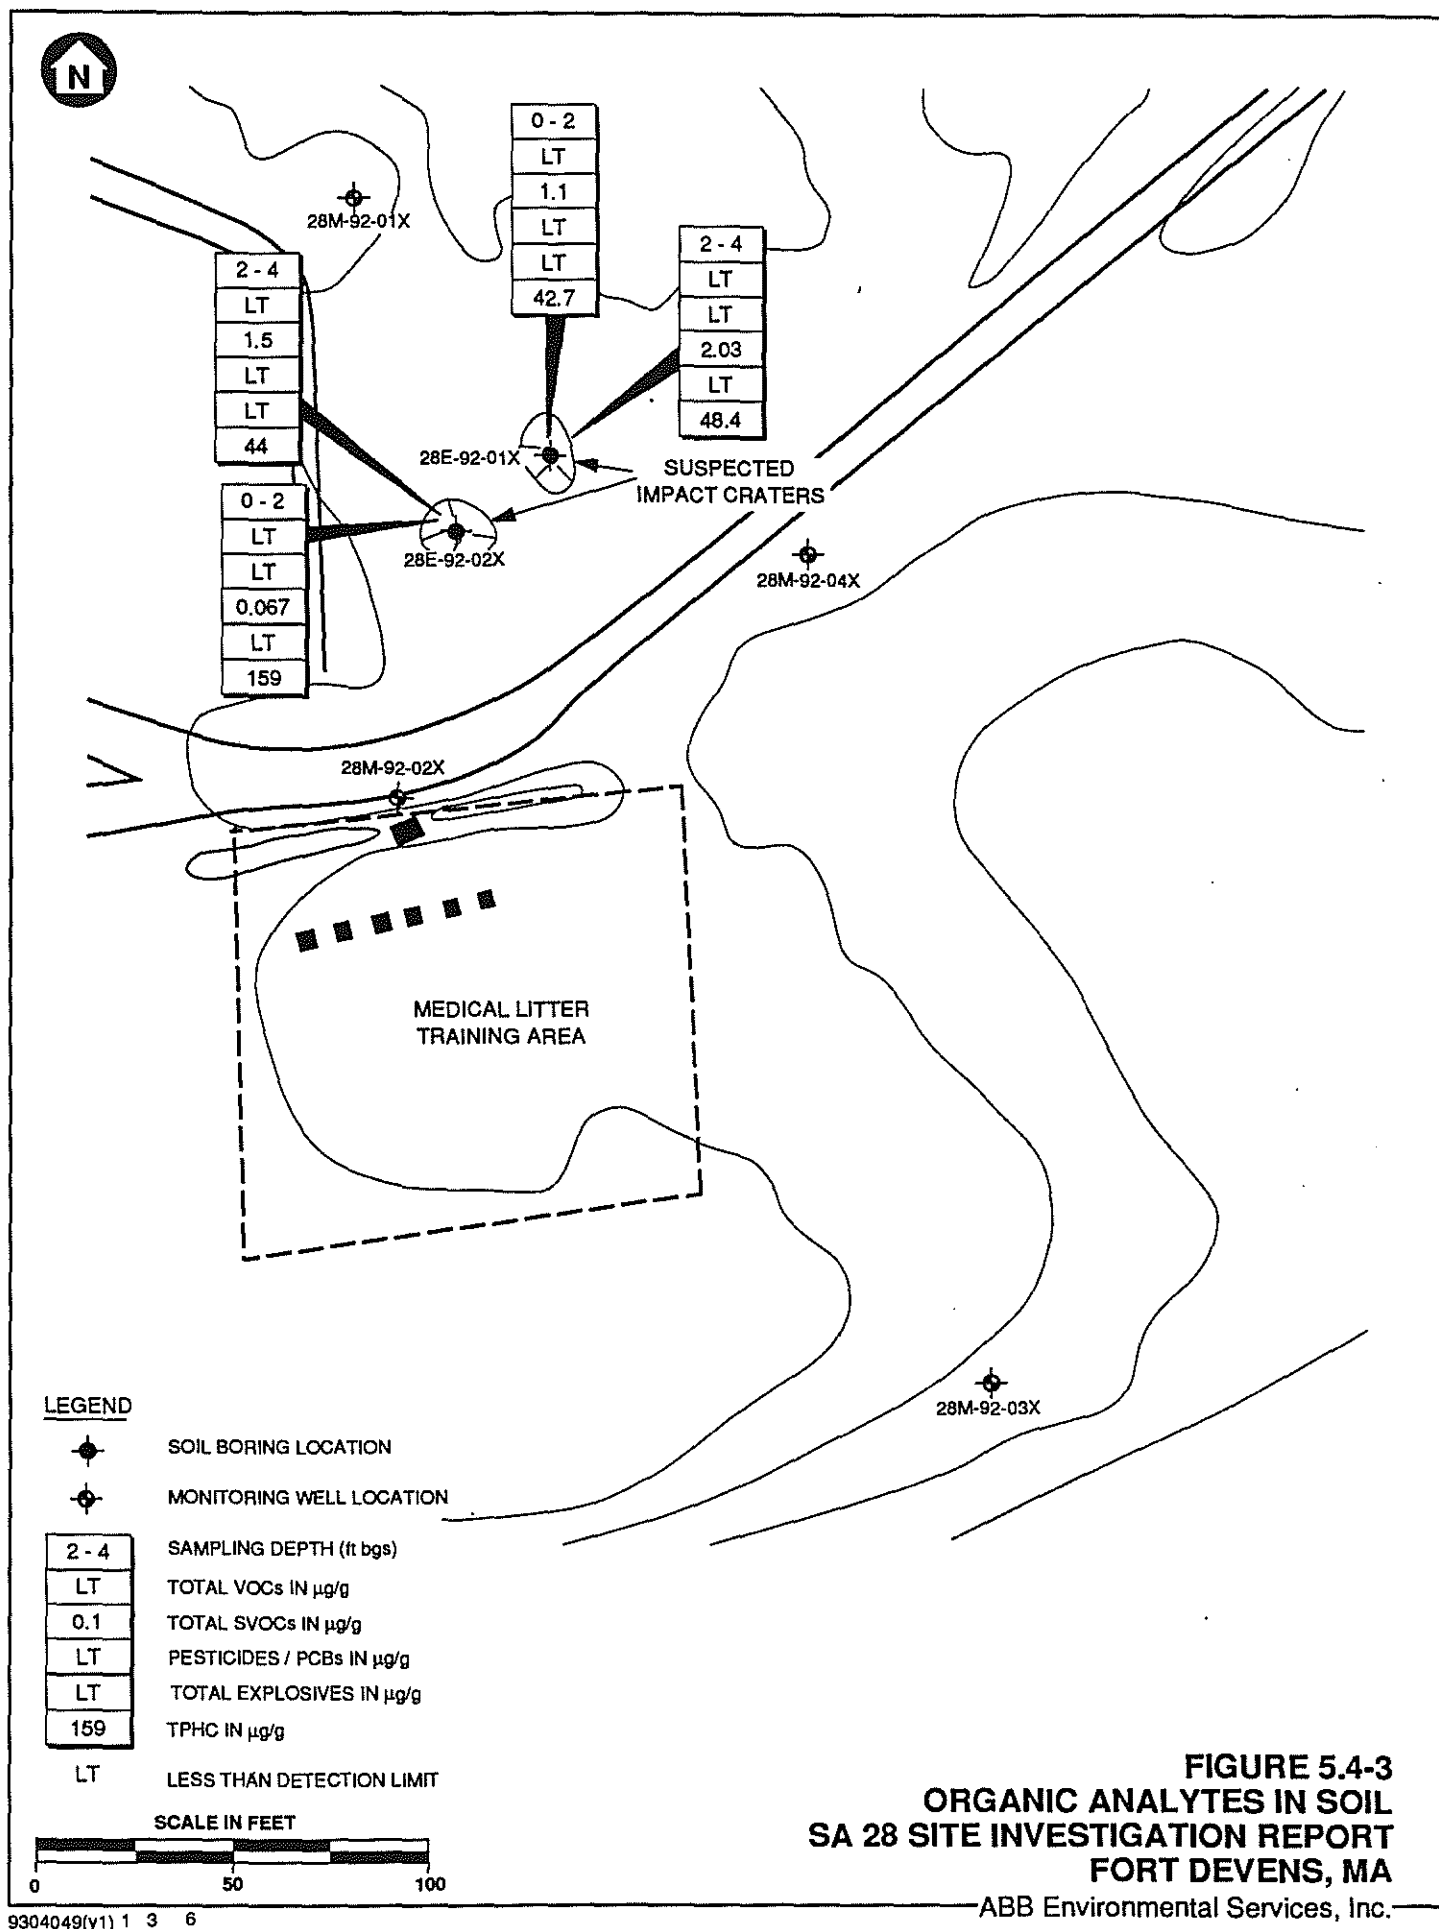 N
0 - 2
LT
1.1
LT
LT
42.7
28M-92-01X
2 - 4
LT
LT
2.03
LT
48.4
2 - 4
LT
1.5
LT
LT
44
28E-92-01X
SUSPECTED
IMPACT CRATERS
0 - 2
LT
LT
0.067
LT
159
28E-92-02X
28M-92-04X
28M-92-02X
MEDICAL LITTER
TRAINING AREA
28M-92-03X
LEGEND
SOIL BORING LOCATION
MONITORING WELL LOCATION
2 - 4 SAMPLING DEPTH (ft bgs)
LT TOTAL VOCs IN µg/g
0.1 TOTAL SVOCs IN µg/g
LT PESTICIDES / PCBs IN µg/g
LT TOTAL EXPLOSIVES IN µg/g
159 TPHC IN µg/g
LT LESS THAN DETECTION LIMIT
SCALE IN FEET
0 50 100
FIGURE 5.4-3
ORGANIC ANALYTES IN SOIL
SA 28 SITE INVESTIGATION REPORT
FORT DEVENS, MA
ABB Environmental Services, Inc.
9304049(v1) 1 3 6